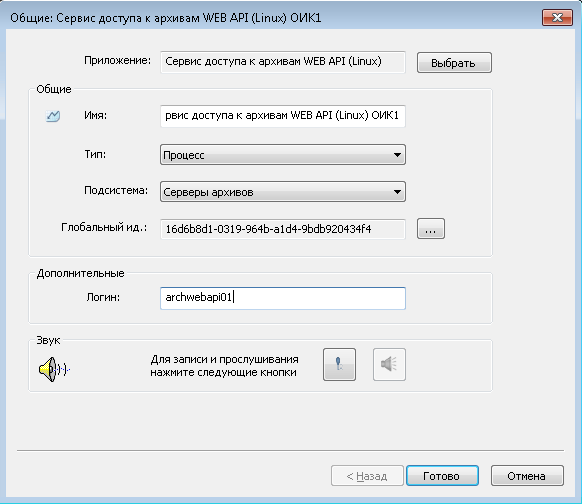 Общие: Сервис доступа к архивам WEB API (Linux) ОИК1
Приложение: Сервис доступа к архивам WEB API (Linux) Выбрать
Общие
Имя: рвис доступа к архивам WEB API (Linux) ОИК1
Тип: Процесс
Подсистема: Серверы архивов
Глобальный ид.: 16d6b8d1-0319-964b-a1d4-9bdb920434f4 ...
Дополнительные
Логин: archwebapi01
Звук
Для записи и прослушивания
нажмите следующие кнопки
< Назад Готово Отмена